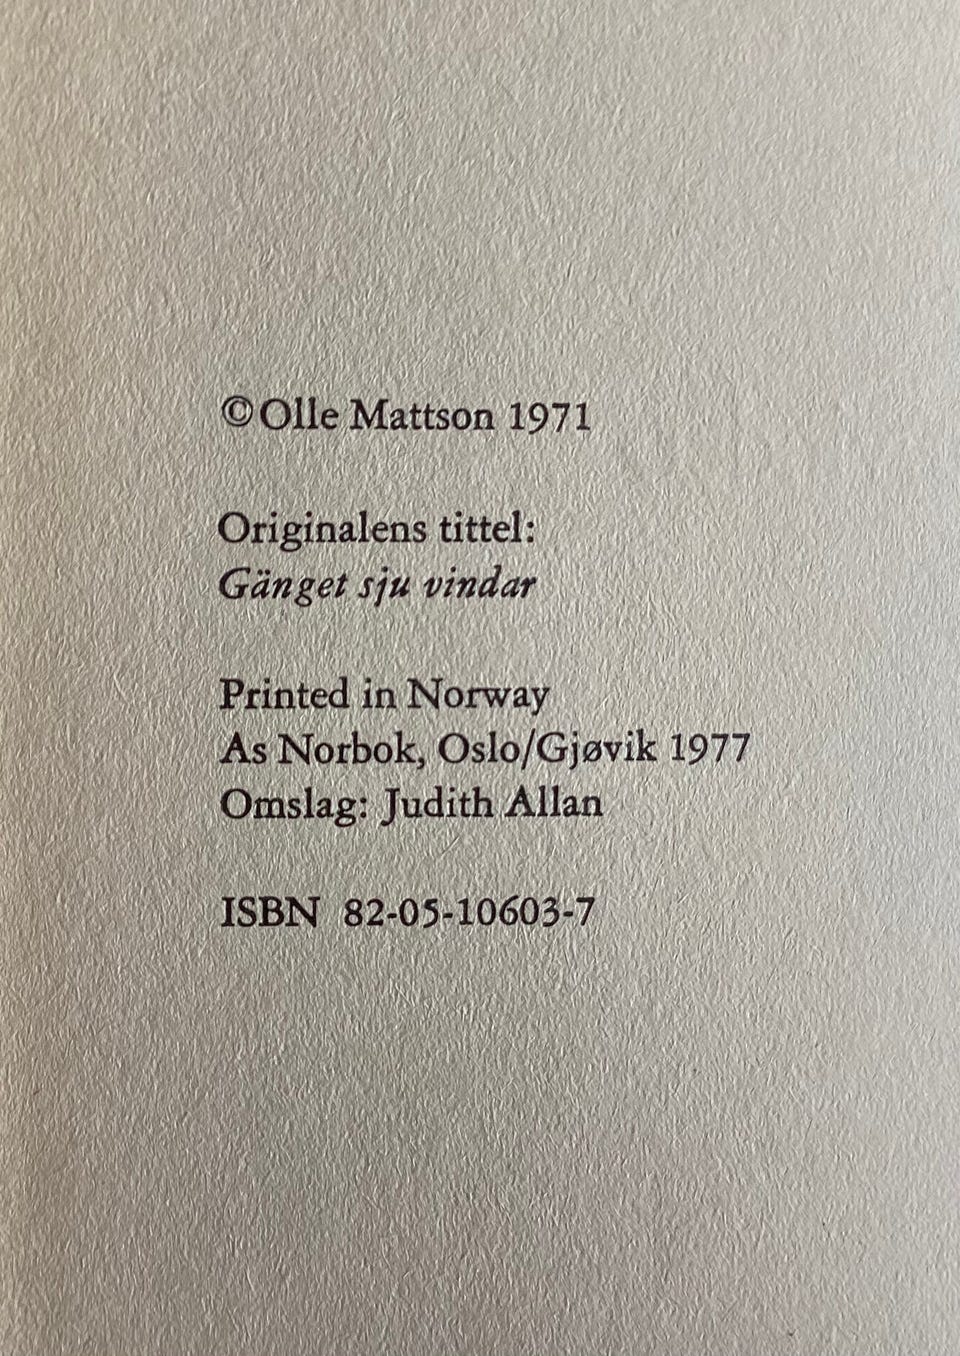 ©Olle Mattson 1971
Originalens tittel:
Gänget sju vindar
Printed in Norway
As Norbok, Oslo/Gjøvik 1977
Omslag: Judith Allan
ISBN 82-05-10603-7